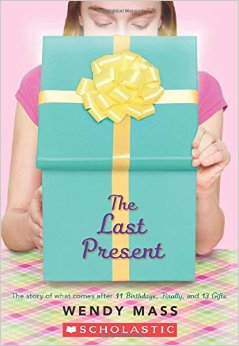 The
Last
Present
The story of what comes after 11 Birthdays, Finally, and 13 Gifts
WENDY MASS
SCHOLASTIC